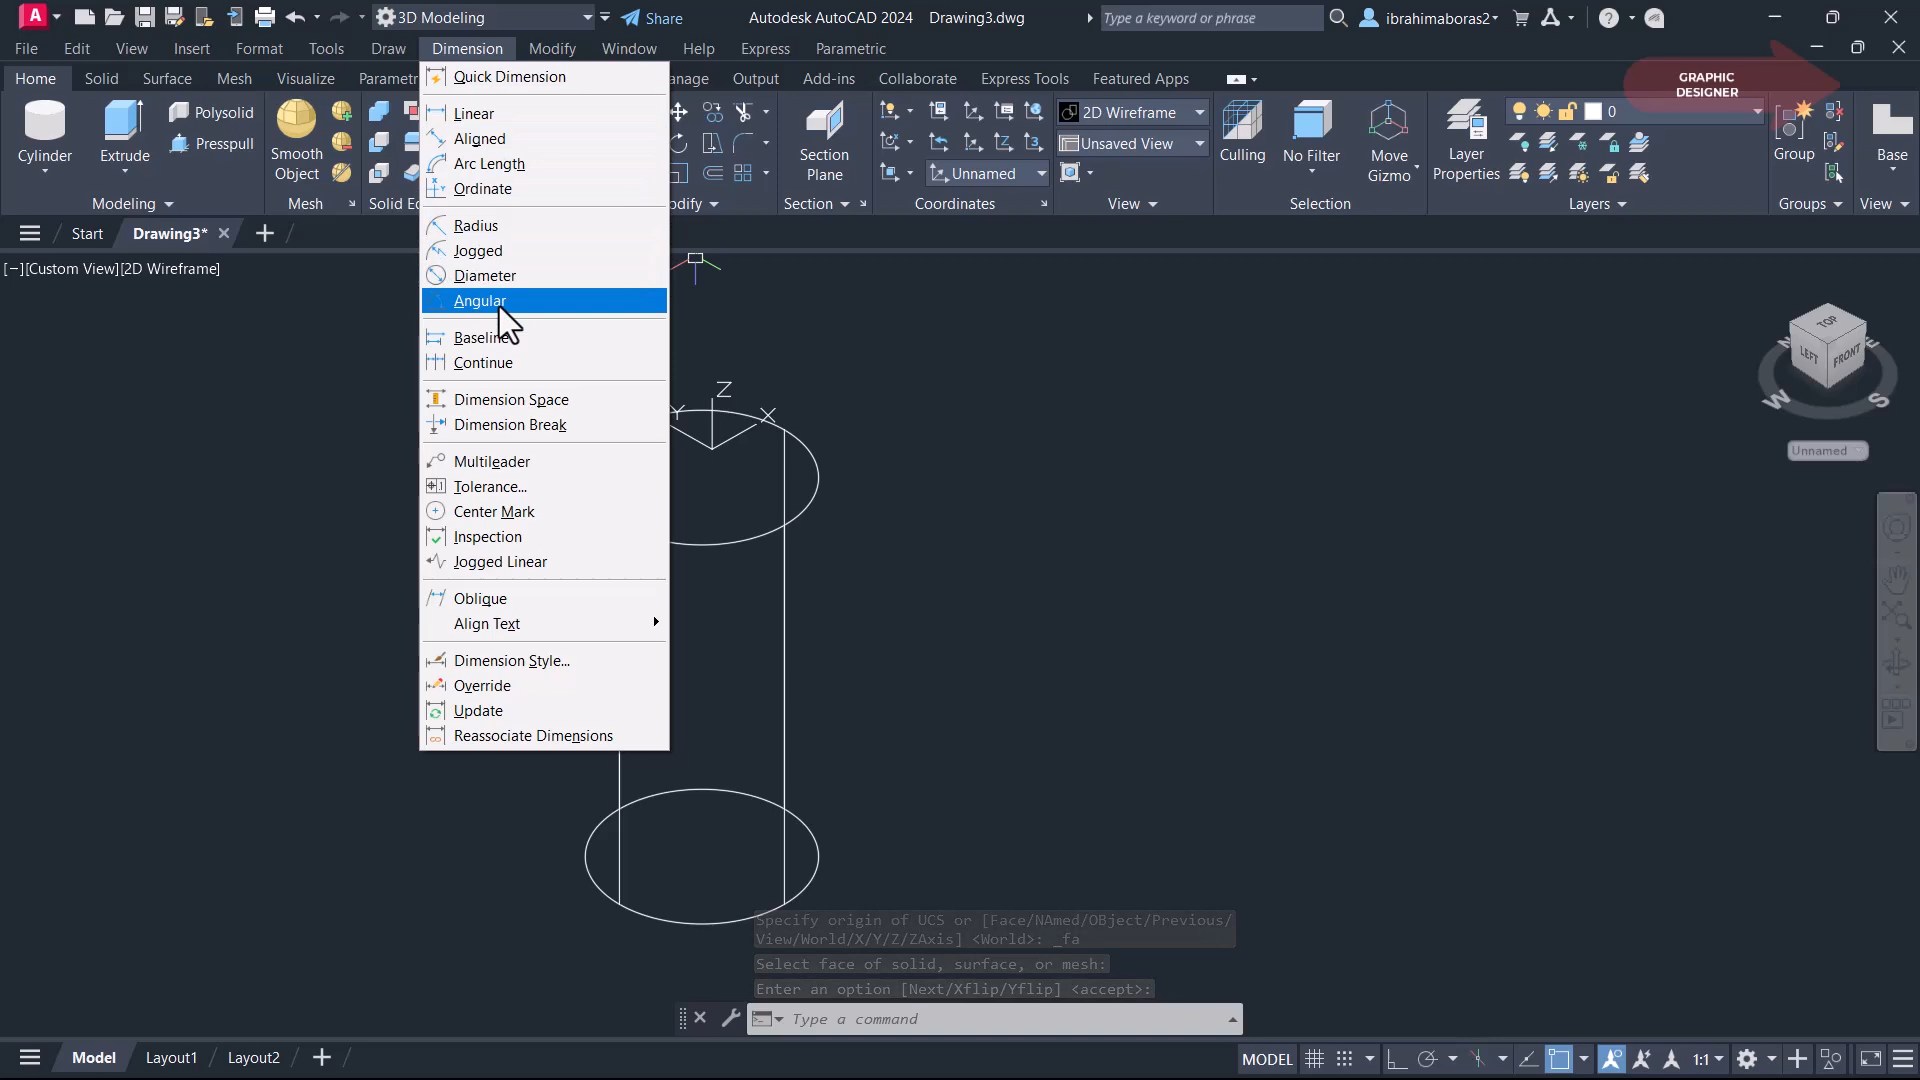 3D Modeling
Share
Autodesk AutoCAD 2024 Drawing3.dwg
Type a keyword or phrase
ibrahimaboras2
File Edit View Insert Format Tools Draw Dimension Modify Window Help Express Parametric
Home Solid Surface Mesh Visualize Parametr
anage Output Add-ins Collaborate Express Tools Featured Apps
GRAPHIC
DESIGNER
Cylinder
Extrude
Polysolid
Presspull
Smooth
Object
Section
Plane
2D Wireframe
Unsaved View
Unnamed
Culling
No Filter
Move
Gizmo
Layer
Properties
0
Group
Base
Modeling
Mesh
Solid Ed
odify
Section
Coordinates
View
Selection
Layers
Groups
View
Start
Drawing3*
[−][Custom View][2D Wireframe]
Quick Dimension
Linear
Aligned
Arc Length
Ordinate
Radius
Jogged
Diameter
Angular
Baseline
Continue
Dimension Space
Dimension Break
Multileader
Tolerance...
Center Mark
Inspection
Jogged Linear
Oblique
Align Text
Dimension Style...
Override
Update
Reassociate Dimensions
Z
Y
X
TOP
LEFT
FRONT
N
E
W
S
Unnamed
Specify origin of UCS or [Face/NAmed/OBject/Previous/
View/World/X/Y/Z/ZAxis] <World>: _fa
Select face of solid, surface, or mesh:
Enter an option [Next/Xflip/Yflip] <accept>:
Type a command
Model Layout1 Layout2
MODEL
1:1